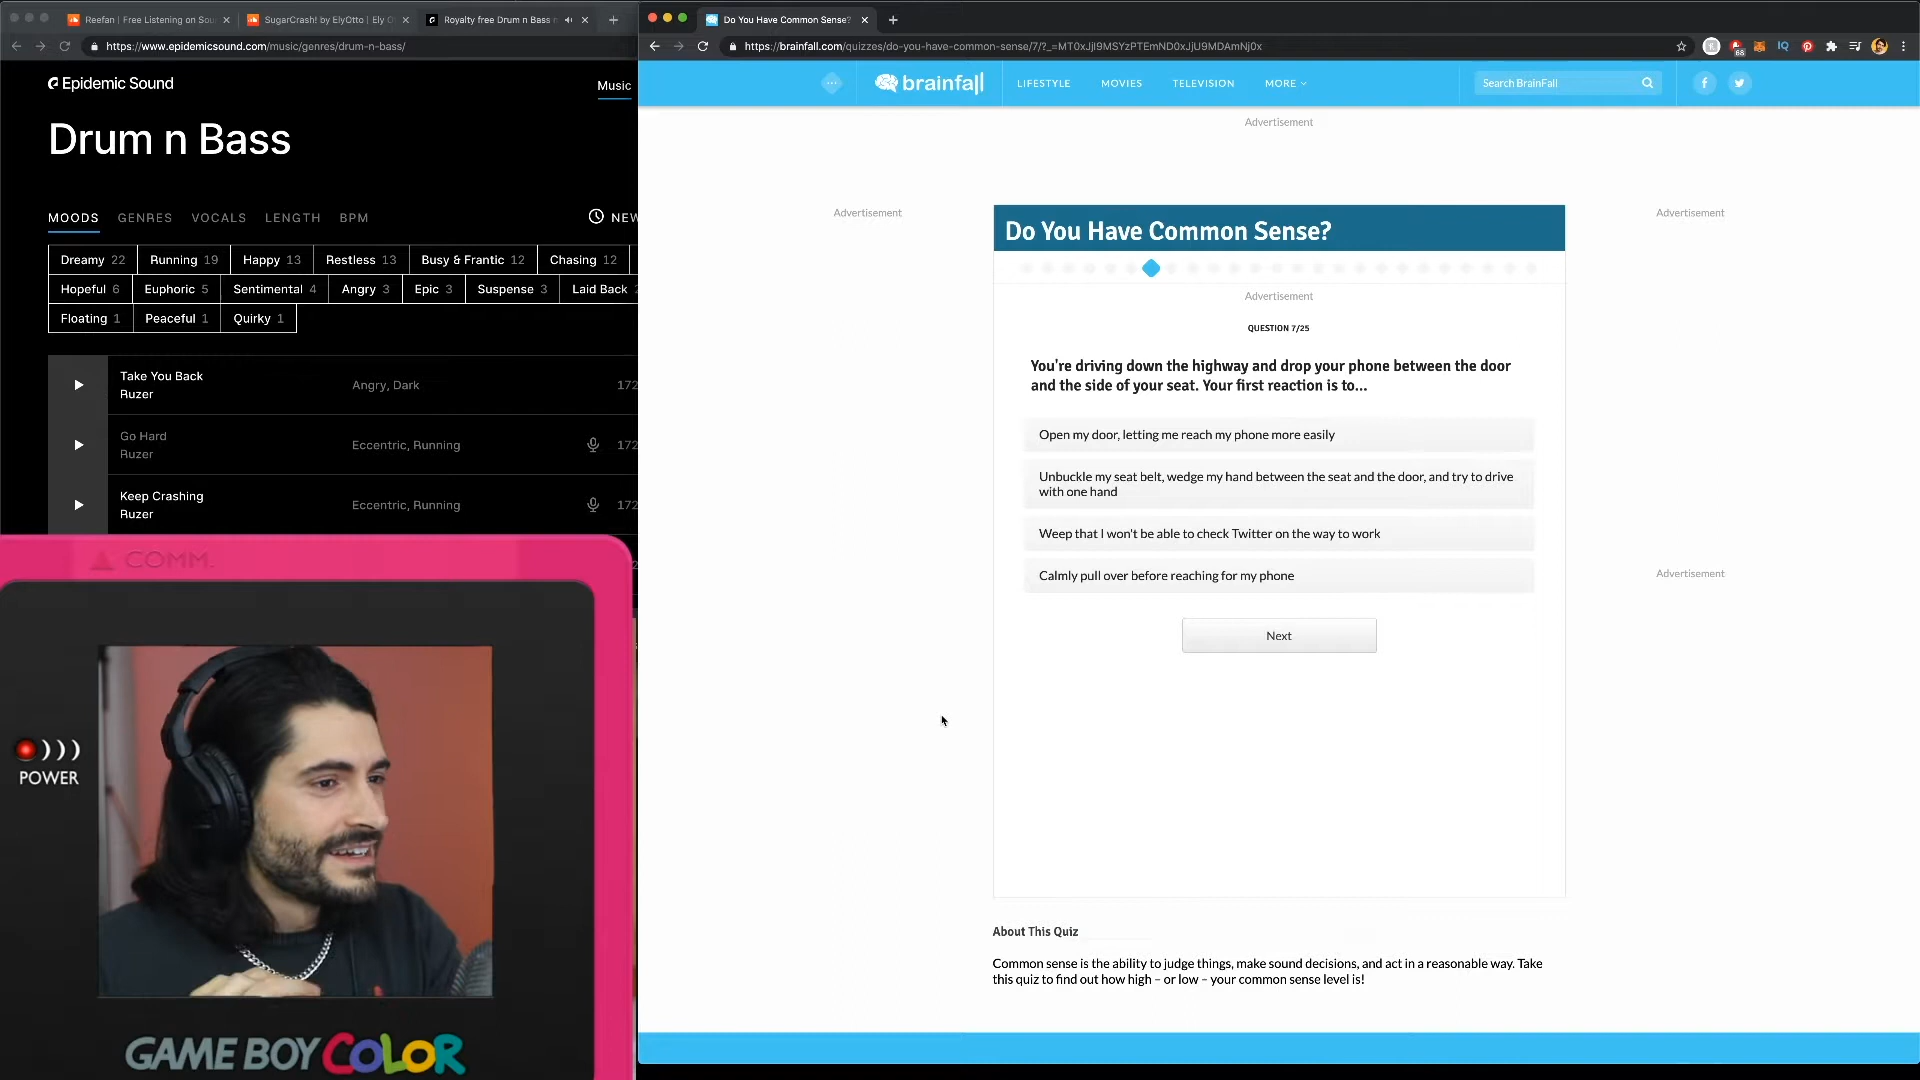 Reefan | Free Listening on Sou
SugarCrash! by ElyOtto | Ely O
Royalty free Drum n Bass n
https://www.epidemicsound.com/music/genres/drum-n-bass/
Epidemic Sound
Music
Drum n Bass
MOODS GENRES VOCALS LENGTH BPM
NEW
Dreamy 22 Running 19 Happy 13 Restless 13 Busy & Frantic 12 Chasing 12
Hopeful 6 Euphoric 5 Sentimental 4 Angry 3 Epic 3 Suspense 3 Laid Back
Floating 1 Peaceful 1 Quirky 1
Take You Back
Ruzer
Angry, Dark
172
Go Hard
Ruzer
Eccentric, Running
172
Keep Crashing
Ruzer
Eccentric, Running
172
COMM.
POWER
GAME BOY COLOR
Do You Have Common Sense?
https://brainfall.com/quizzes/do-you-have-common-sense/7/?_=MT0xJjI9MSYzPTEmND0xJjU9MDAmNj0x
68
IQ
brainfall
LIFESTYLE MOVIES TELEVISION MORE
Search BrainFall
Advertisement
Advertisement
Advertisement
Do You Have Common Sense?
Advertisement
QUESTION 7/25
You're driving down the highway and drop your phone between the door
and the side of your seat. Your first reaction is to...
Open my door, letting me reach my phone more easily
Unbuckle my seat belt, wedge my hand between the seat and the door, and try to drive
with one hand
Weep that I won't be able to check Twitter on the way to work
Calmly pull over before reaching for my phone
Advertisement
Next
About This Quiz
Common sense is the ability to judge things, make sound decisions, and act in a reasonable way. Take
this quiz to find out how high – or low – your common sense level is!